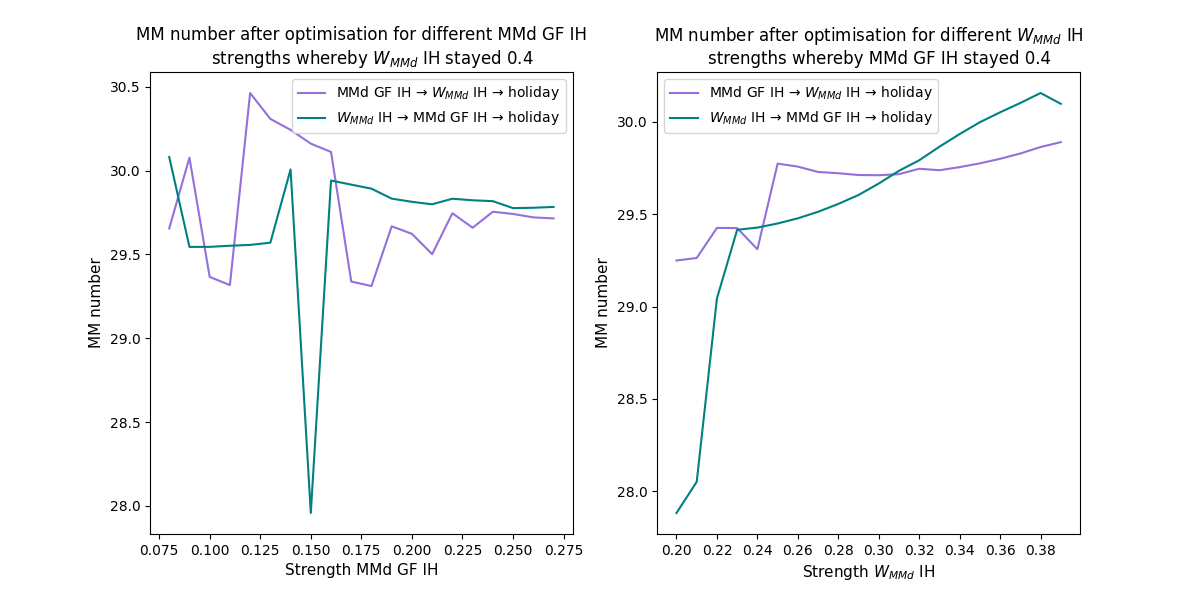 MM number after optimisation for different MMd GF IH
strengths whereby W_MMd IH stayed 0.4
MMd GF IH → W_MMd IH → holiday
W_MMd IH → MMd GF IH → holiday
30.5
30.0
29.5
29.0
28.5
28.0
MM number
0.075 0.100 0.125 0.150 0.175 0.200 0.225 0.250 0.275
Strength MMd GF IH
MM number after optimisation for different W_MMd IH
strengths whereby MMd GF IH stayed 0.4
MMd GF IH → W_MMd IH → holiday
W_MMd IH → MMd GF IH → holiday
30.0
29.5
29.0
28.5
28.0
MM number
0.20 0.22 0.24 0.26 0.28 0.30 0.32 0.34 0.36 0.38
Strength W_MMd IH